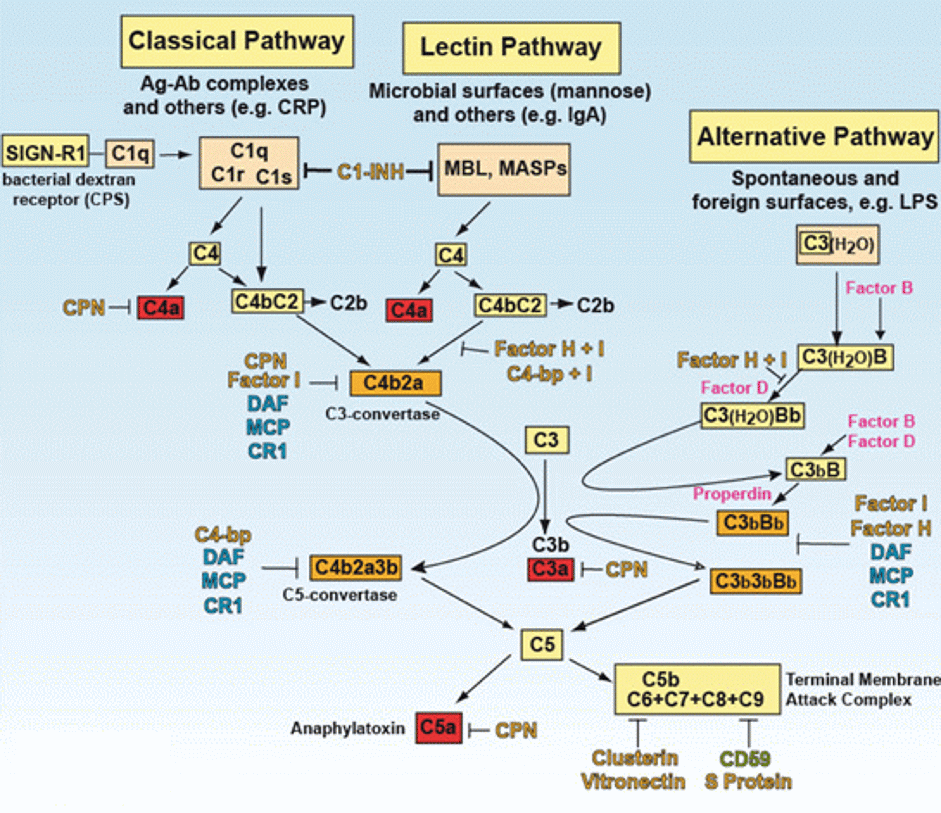 Classical Pathway
Ag-Ab complexes
and others (e.g. CRP)
Lectin Pathway
Microbial surfaces (mannose)
and others (e.g. IgA)
Alternative Pathway
Spontaneous and
foreign surfaces, e.g. LPS
SIGN-R1
C1q
bacterial dextran
receptor (CPS)
C1q
C1r C1s
C1-INH
MBL, MASPs
C3(H2O)
Factor B
C4
C4
CPN
C4a
C4bC2
C2b
C4a
C4bC2
C2b
Factor H + I
C4-bp + I
C3(H2O)B
Factor H + I
Factor D
C3(H2O)Bb
CPN
Factor I
DAF
MCP
CR1
C4b2a
C3-convertase
C3
Factor B
Factor D
C3bB
Properdin
C3bBb
Factor I
Factor H
DAF
MCP
CR1
C4-bp
DAF
MCP
CR1
C4b2a3b
C5-convertase
C3b
C3a
CPN
C3b3bBb
C5
C5b
C6+C7+C8+C9
Terminal Membrane
Attack Complex
Anaphylatoxin
C5a
CPN
Clusterin
Vitronectin
CD59
S Protein